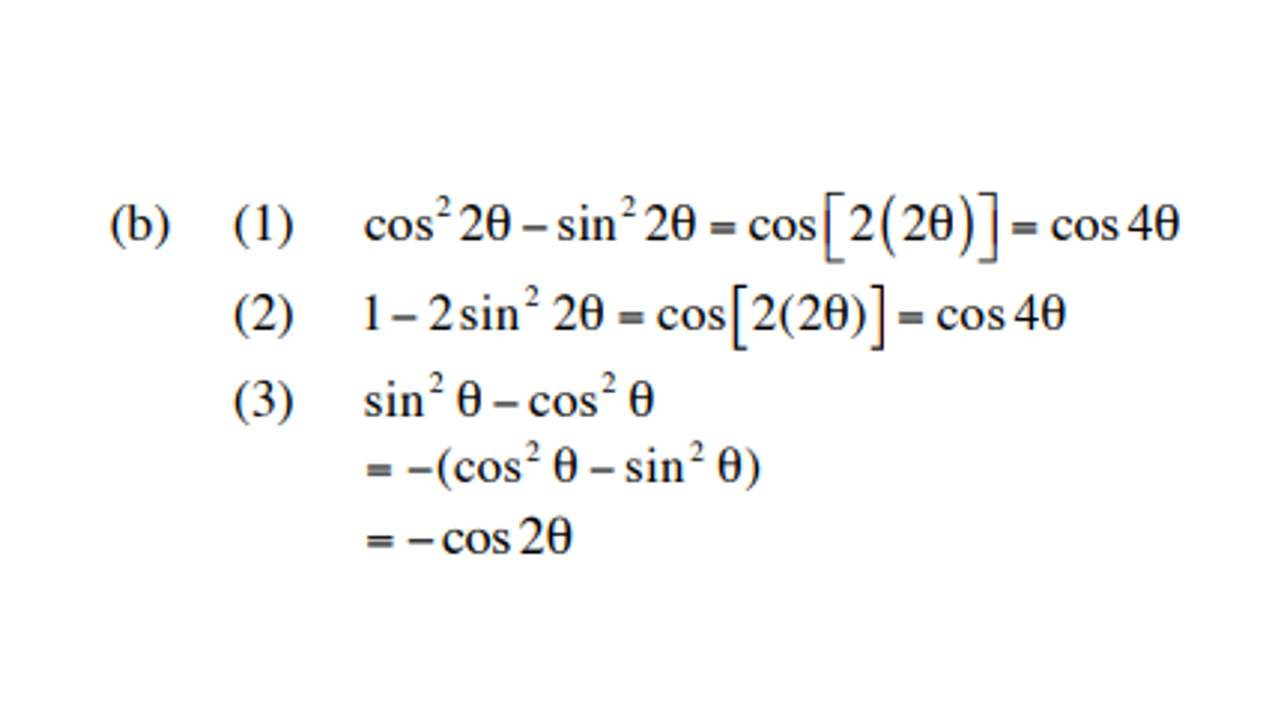 (b) (1) cos² 2θ – sin² 2θ = cos[2(2θ)] = cos 4θ
(2) 1 – 2 sin² 2θ = cos[2(2θ)] = cos 4θ
(3) sin² θ – cos² θ
= –(cos² θ – sin² θ)
= – cos 2θ